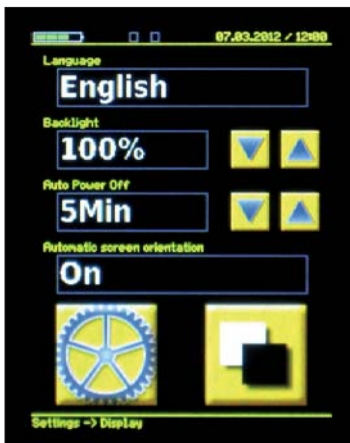 07.03.2012 / 12:00
Language
English
Backlight
100%
Auto Power Off
5Min
Automatic screen orientation
On
Settings -> Display